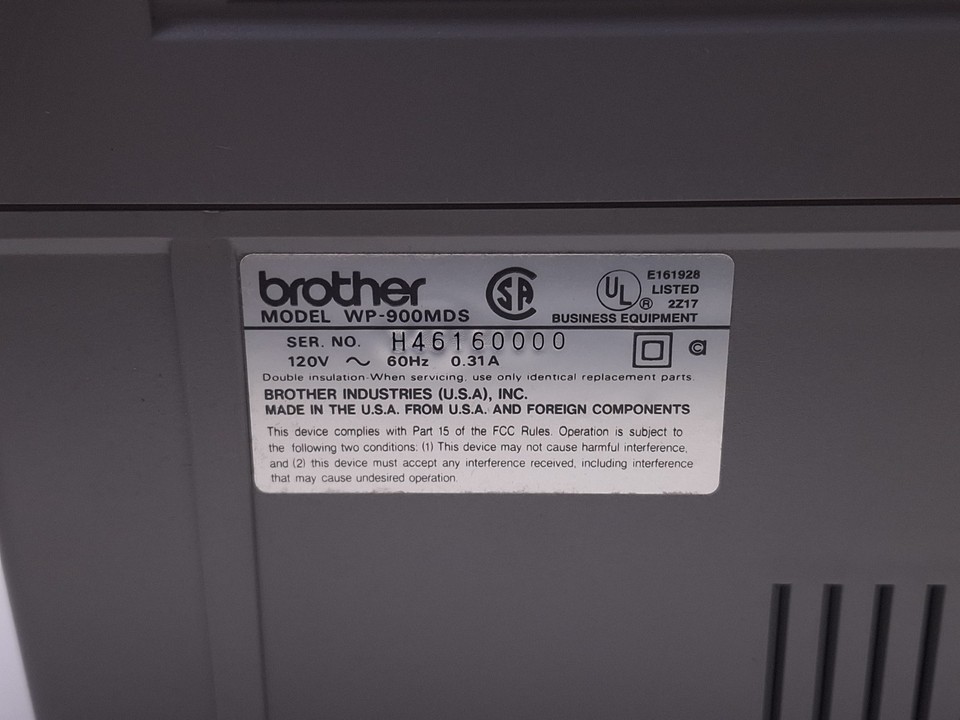 brother
MODEL WP-900MDS
SA
UL ® E161928
LISTED
2Z17
BUSINESS EQUIPMENT
SER. NO. H46160000
120V ~ 60Hz 0.31A
Double insulation-When servicing, use only identical replacement parts.
BROTHER INDUSTRIES (U.S.A), INC.
MADE IN THE U.S.A. FROM U.S.A. AND FOREIGN COMPONENTS
This device complies with Part 15 of the FCC Rules. Operation is subject to
the following two conditions: (1) This device may not cause harmful interference,
and (2) this device must accept any interference received, including interference
that may cause undesired operation.